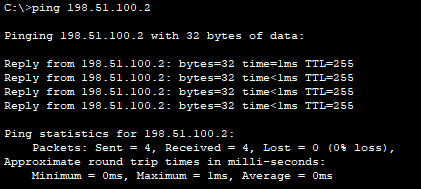 C:\>ping 198.51.100.2
Pinging 198.51.100.2 with 32 bytes of data:
Reply from 198.51.100.2: bytes=32 time=1ms TTL=255
Reply from 198.51.100.2: bytes=32 time<1ms TTL=255
Reply from 198.51.100.2: bytes=32 time<1ms TTL=255
Reply from 198.51.100.2: bytes=32 time<1ms TTL=255
Ping statistics for 198.51.100.2:
    Packets: Sent = 4, Received = 4, Lost = 0 (0% loss),
Approximate round trip times in milli-seconds:
    Minimum = 0ms, Maximum = 1ms, Average = 0ms